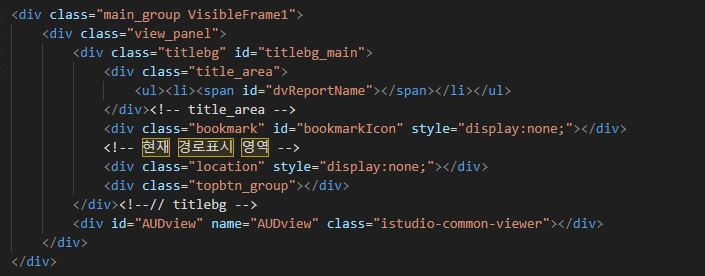 <div class="main_group VisibleFrame1">
<div class="view_panel">
<div class="titlebg" id="titlebg_main">
<div class="title_area">
<ul><li><span id="dvReportName"></span></li></ul>
</div><!-- title_area -->
<div class="bookmark" id="bookmarkIcon" style="display:none;"></div>
<!-- 현재 경로표시 영역 -->
<div class="location" style="display:none;"></div>
<div class="topbtn_group"></div>
</div><!--// titlebg -->
<div id="AUDview" name="AUDview" class="istudio-common-viewer"></div>
</div>
</div>